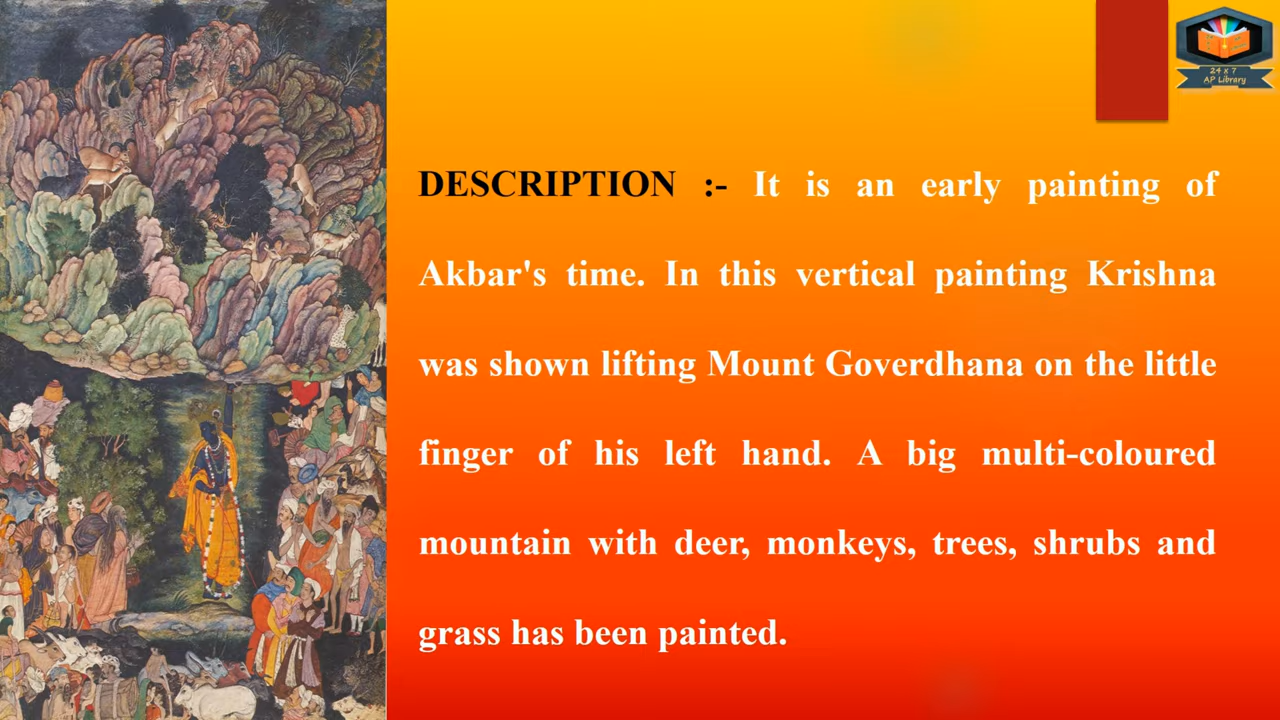 24 x 7
AP Library
DESCRIPTION :- It is an early painting of
Akbar's time. In this vertical painting Krishna
was shown lifting Mount Goverdhana on the little
finger of his left hand. A big multi-coloured
mountain with deer, monkeys, trees, shrubs and
grass has been painted.